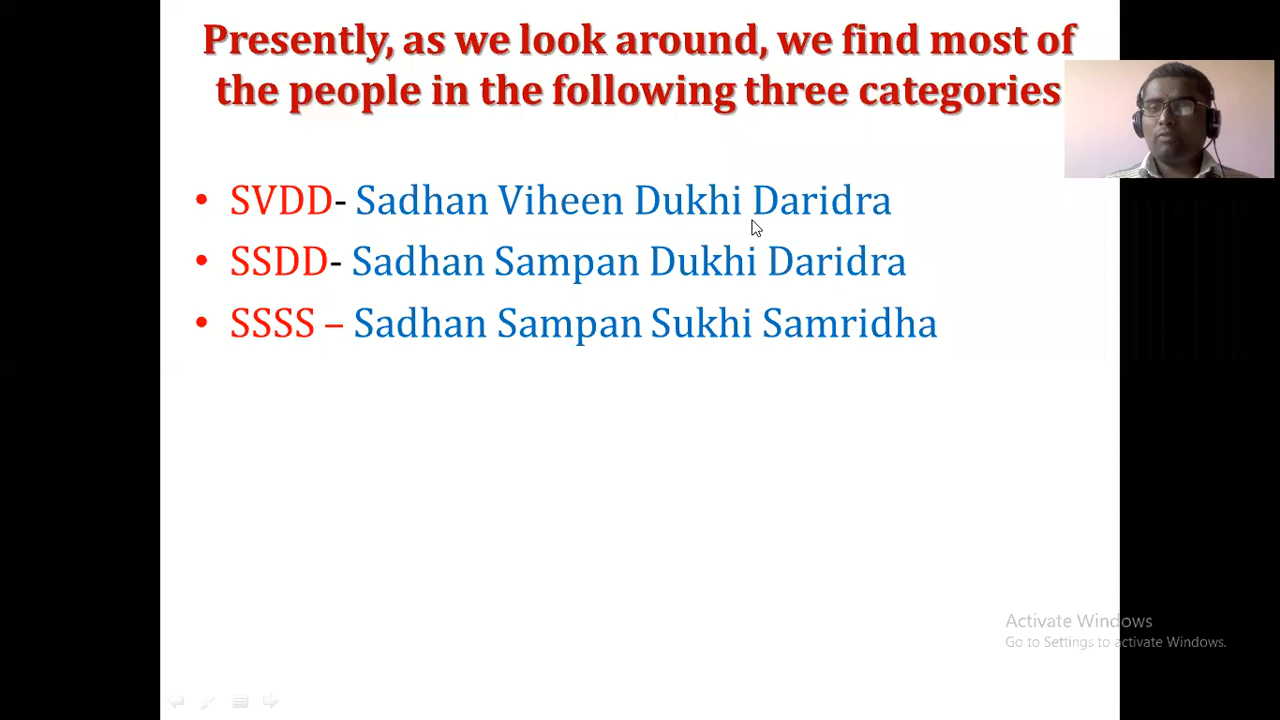 Presently, as we look around, we find most of
the people in the following three categories
• SVDD- Sadhan Viheen Dukhi Daridra
• SSDD- Sadhan Sampan Dukhi Daridra
• SSSS – Sadhan Sampan Sukhi Samridha
Activate Windows
Go to Settings to activate Windows.